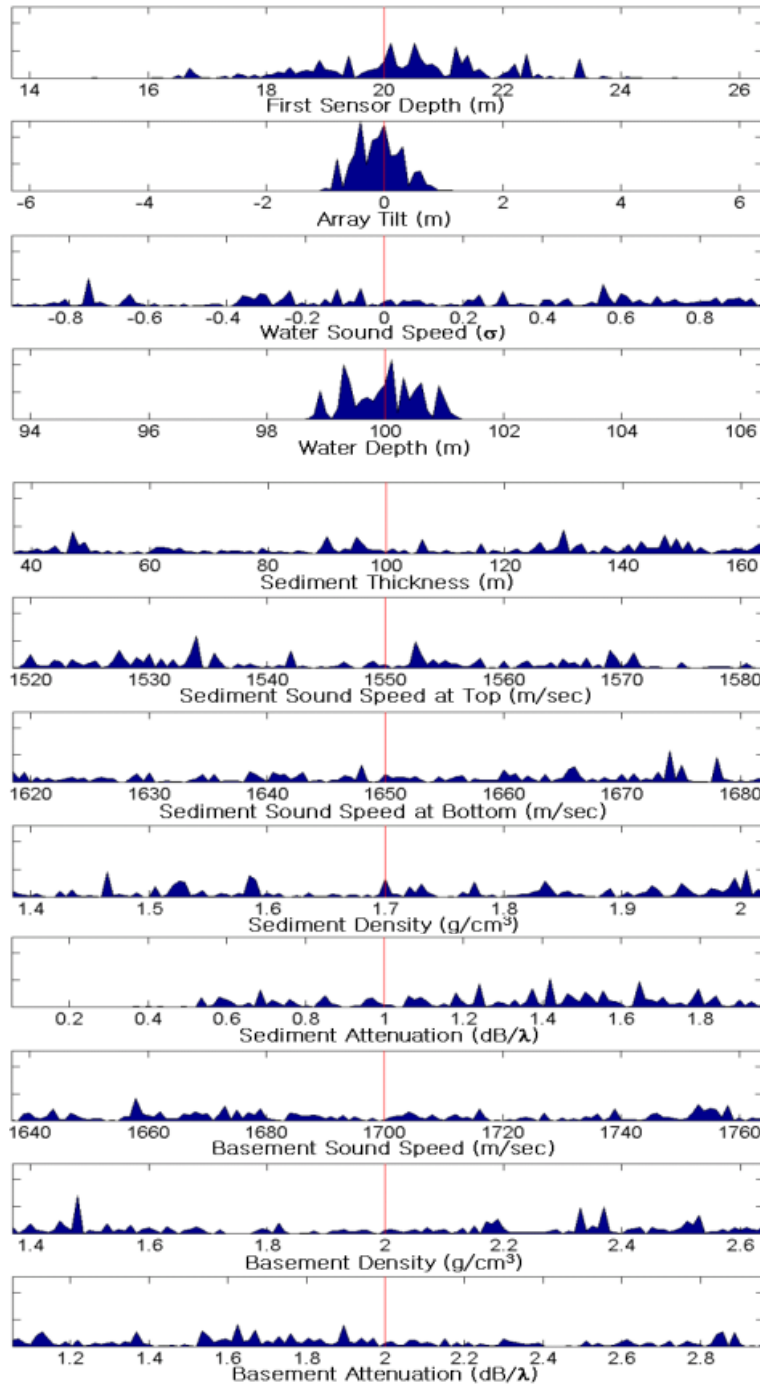 14 16 18 20 22 24 26
First Sensor Depth (m)
-6 -4 -2 0 2 4 6
Array Tilt (m)
-0.8 -0.6 -0.4 -0.2 0 0.2 0.4 0.6 0.8
Water Sound Speed (σ)
94 96 98 100 102 104 106
Water Depth (m)
40 60 80 100 120 140 160
Sediment Thickness (m)
1520 1530 1540 1550 1560 1570 1580
Sediment Sound Speed at Top (m/sec)
1620 1630 1640 1650 1660 1670 1680
Sediment Sound Speed at Bottom (m/sec)
1.4 1.5 1.6 1.7 1.8 1.9 2
Sediment Density (g/cm³)
0.2 0.4 0.6 0.8 1 1.2 1.4 1.6 1.8
Sediment Attenuation (dB/λ)
1640 1660 1680 1700 1720 1740 1760
Basement Sound Speed (m/sec)
1.4 1.6 1.8 2 2.2 2.4 2.6
Basement Density (g/cm³)
1.2 1.4 1.6 1.8 2 2.2 2.4 2.6 2.8
Basement Attenuation (dB/λ)